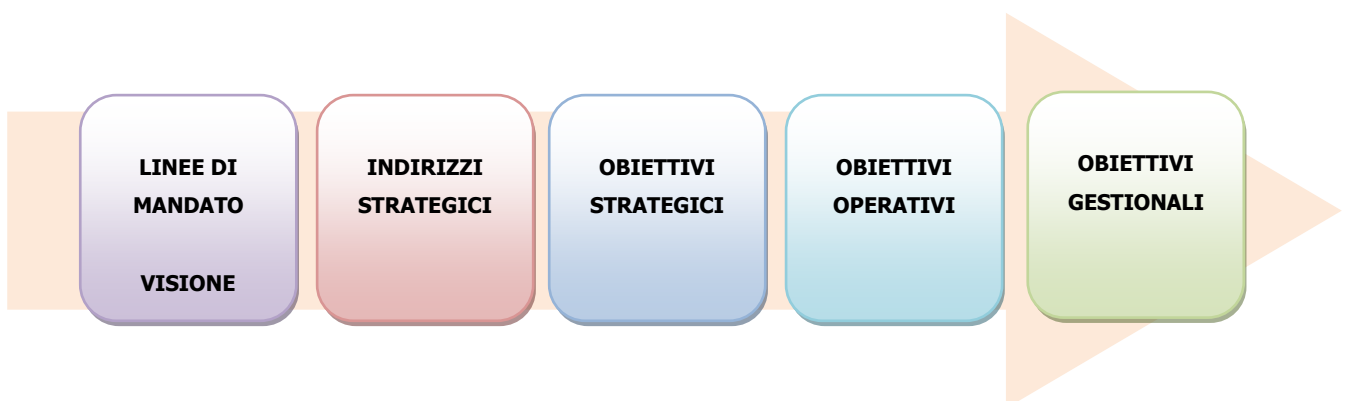 LINEE DI
MANDATO
VISIONE
INDIRIZZI
STRATEGICI
OBIETTIVI
STRATEGICI
OBIETTIVI
OPERATIVI
OBIETTIVI
GESTIONALI